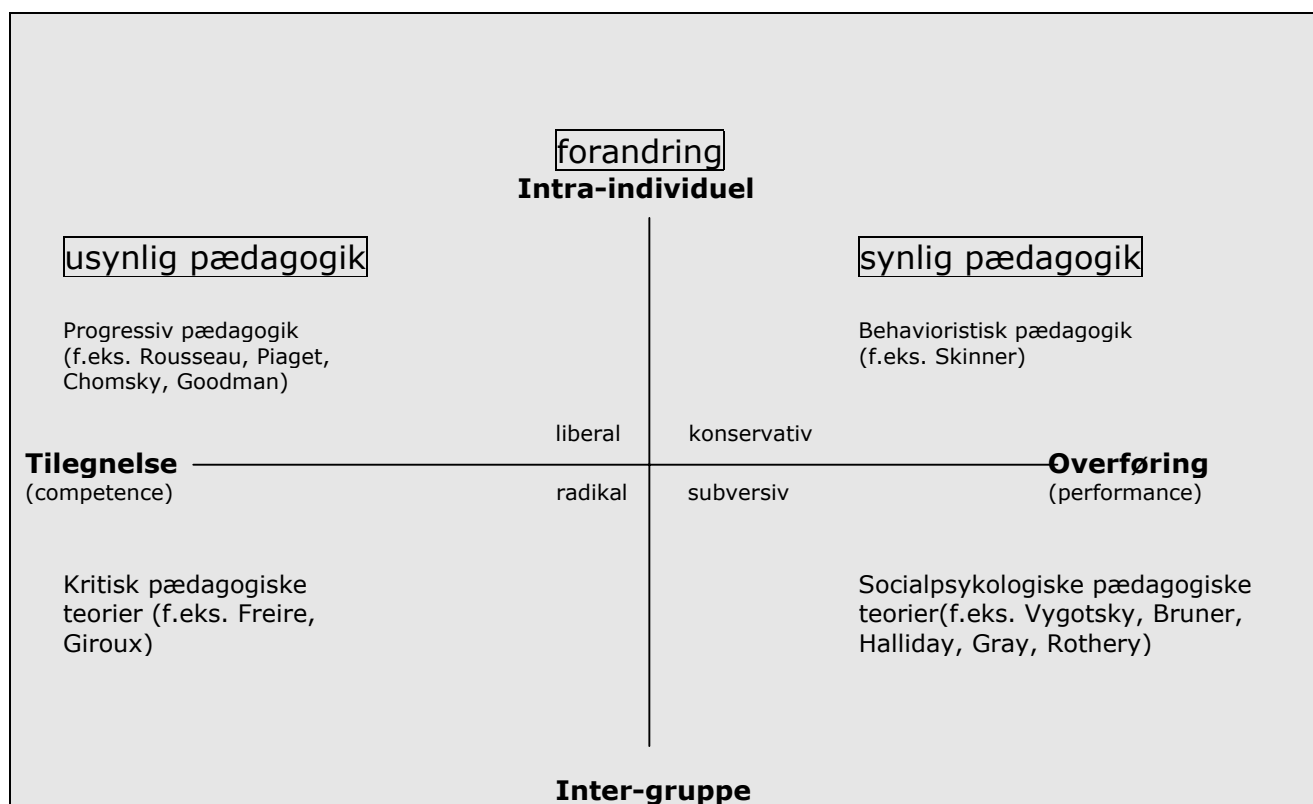 forandring
Intra-individuel
usynlig pædagogik
synlig pædagogik
Progressiv pædagogik
(f.eks. Rousseau, Piaget,
Chomsky, Goodman)
Behavioristisk pædagogik
(f.eks. Skinner)
liberal konservativ
Tilegnelse
(competence)
Overføring
(performance)
radikal subversiv
Kritisk pædagogiske
teorier (f.eks. Freire,
Giroux)
Socialpsykologiske pædagogiske
teorier(f.eks. Vygotsky, Bruner,
Halliday, Gray, Rothery)
Inter-gruppe